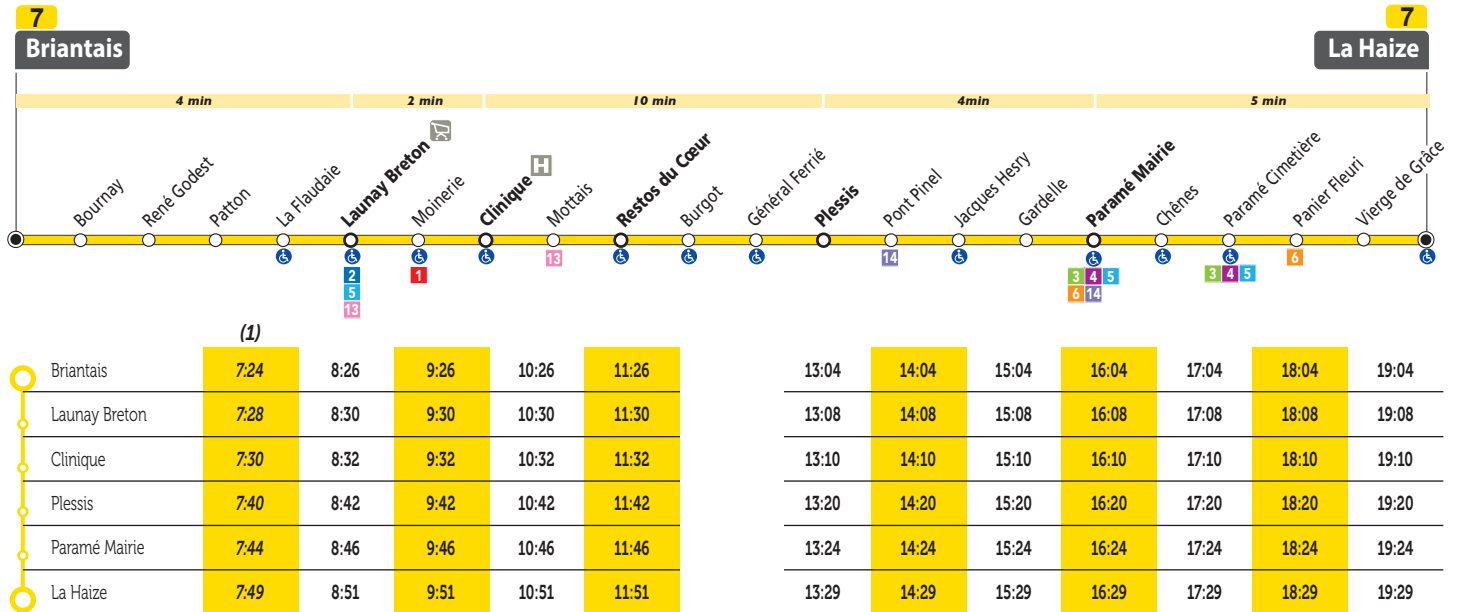 7 7
Briantais La Haize
4 min 2 min 10 min 4min 5 min
Bournay
René Godest
Patton
La Flaudaie
Launay Breton
Moinerie
Clinique H
Mottais
Restos du Cœur
Burgot
Général Ferrié
Plessis
Pont Pinel
Jacques Hesry
Gardelle
Paramé Mairie
Chênes
Paramé Cimetière
Panier Fleuri
Vierge de Grâce
2 1 13 14 3 4 5 3 4 5 6
5 6 14
13
(1)
Briantais 7:24 8:26 9:26 10:26 11:26 13:04 14:04 15:04 16:04 17:04 18:04 19:04
Launay Breton 7:28 8:30 9:30 10:30 11:30 13:08 14:08 15:08 16:08 17:08 18:08 19:08
Clinique 7:30 8:32 9:32 10:32 11:32 13:10 14:10 15:10 16:10 17:10 18:10 19:10
Plessis 7:40 8:42 9:42 10:42 11:42 13:20 14:20 15:20 16:20 17:20 18:20 19:20
Paramé Mairie 7:44 8:46 9:46 10:46 11:46 13:24 14:24 15:24 16:24 17:24 18:24 19:24
La Haize 7:49 8:51 9:51 10:51 11:51 13:29 14:29 15:29 16:29 17:29 18:29 19:29